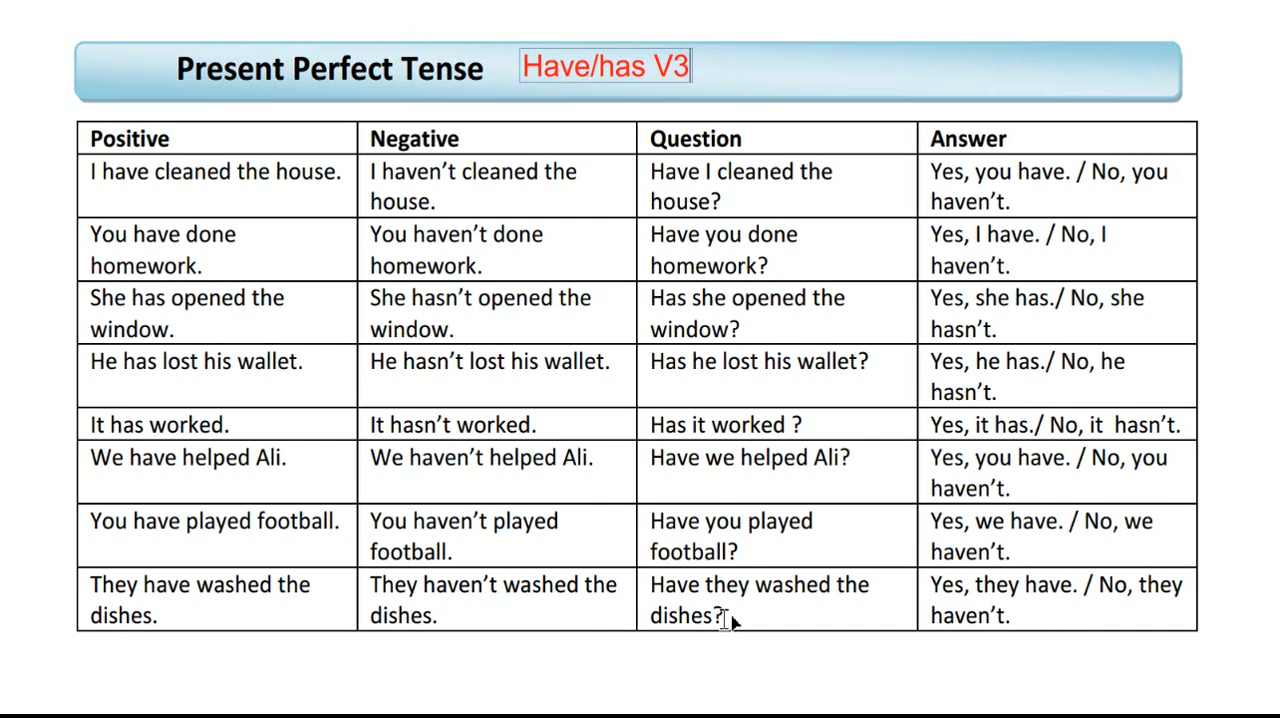 Present Perfect Tense Have/has V3
Positive Negative Question Answer
I have cleaned the house. I haven't cleaned the Have I cleaned the Yes, you have. / No, you
house. house? haven't.
You have done You haven't done Have you done Yes, I have. / No, I
homework. homework. homework? haven't.
She has opened the She hasn't opened the Has she opened the Yes, she has./ No, she
window. window. window? hasn't.
He has lost his wallet. He hasn't lost his wallet. Has he lost his wallet? Yes, he has./ No, he
hasn't.
It has worked. It hasn't worked. Has it worked ? Yes, it has./ No, it  hasn't.
We have helped Ali. We haven't helped Ali. Have we helped Ali? Yes, you have. / No, you
haven't.
You have played football. You haven't played Have you played Yes, we have. / No, we
football. football? haven't.
They have washed the They haven't washed the Have they washed the Yes, they have. / No, they
dishes. dishes. dishes? haven't.